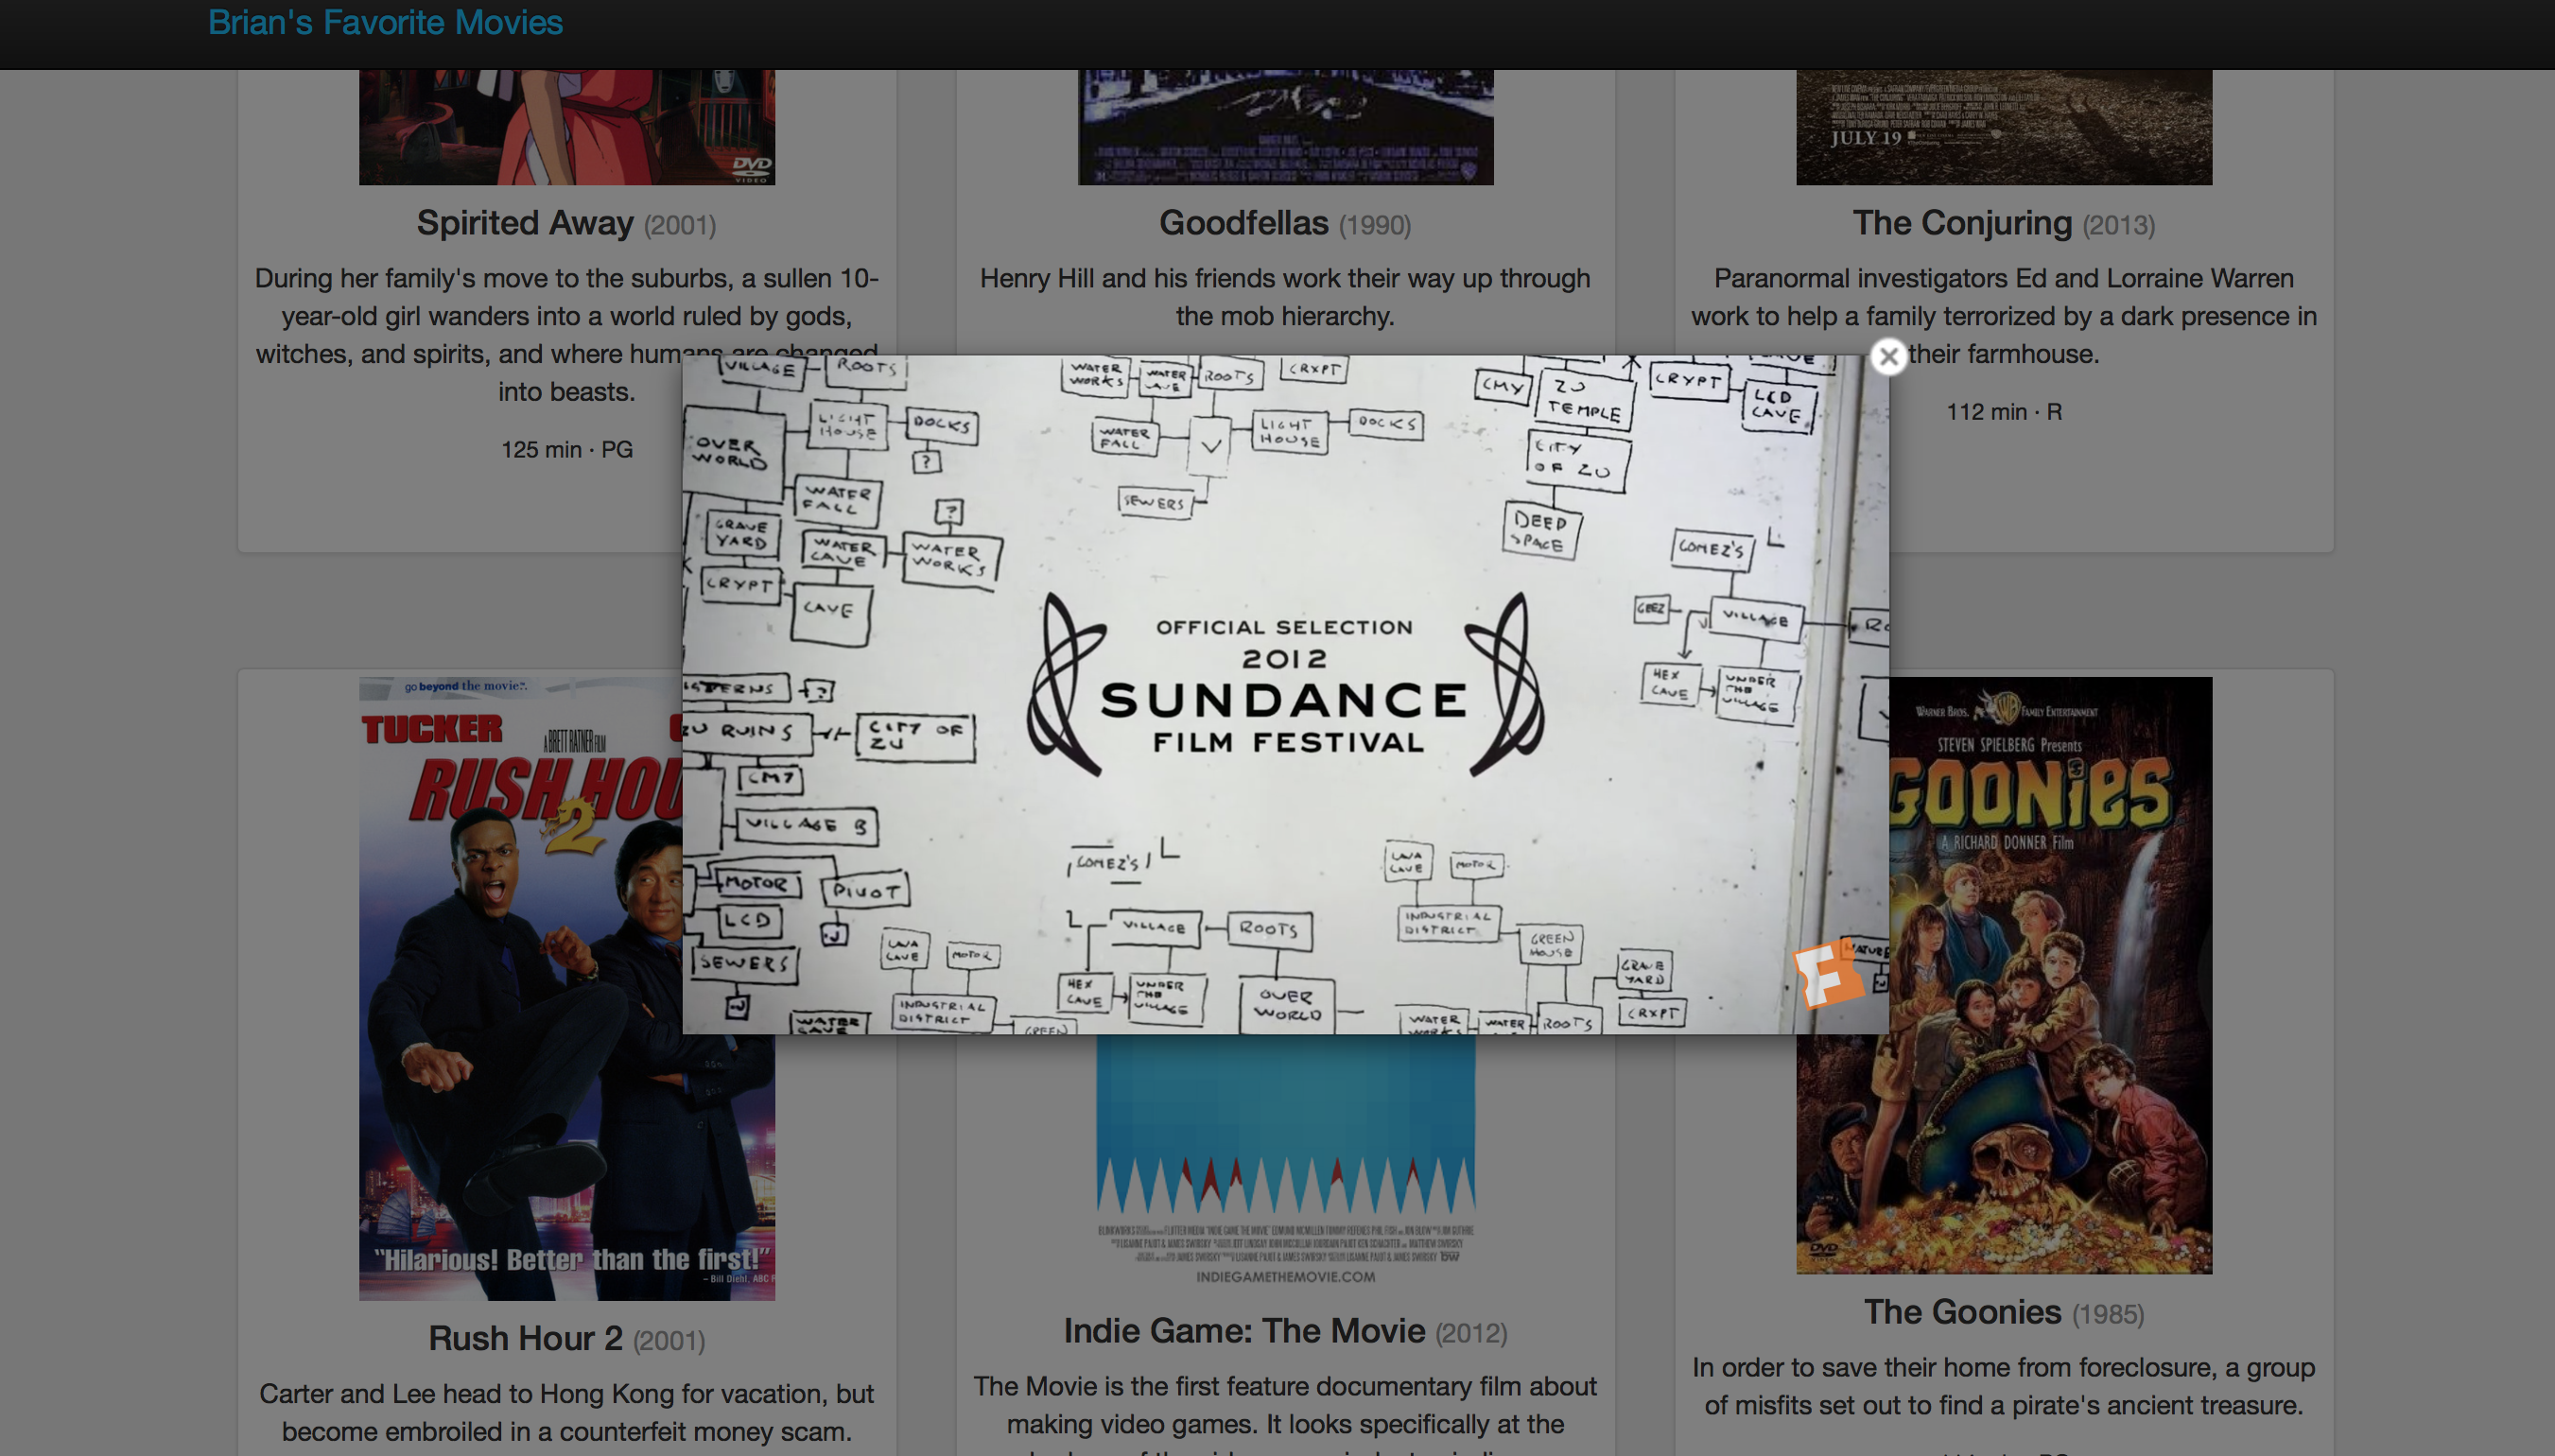 Brian's Favorite Movies
DVD
VIDEO
JULY 19
Spirited Away (2001)
During her family's move to the suburbs, a sullen 10-
year-old girl wanders into a world ruled by gods,
witches, and spirits, and where humans are changed
into beasts.
125 min · PG
Goodfellas (1990)
Henry Hill and his friends work their way up through
the mob hierarchy.
The Conjuring (2013)
Paranormal investigators Ed and Lorraine Warren
work to help a family terrorized by a dark presence in
their farmhouse.
112 min · R
VILLAGE
ROOTS
OVER
WORLD
LIGHT
HOUSE
DOCKS
?
WATER
FALL
GRAVE
YARD
WATER
CAVE
WATER
WORKS
?
CRYPT
CAVE
?
ZU RUINS
CITY OF
ZU
CMY
VILLAGE B
MOTOR
PIVOT
LCD
SEWERS
LAVA
CAVE
MOTOR
INDUSTRIAL
DISTRICT
WATER
CAVE
GREEN
WATER
WORKS
WATER
CAVE
ROOTS
CRYPT
WATER
FALL
LIGHT
HOUSE
DOCKS
SEWERS
CMY
ZU
TEMPLE
CRYPT
LCD
CAVE
CITY
OF ZU
DEEP
SPACE
GOMEZ'S
GEEZ
VILLAGE
HEX
CAVE
UNDER
THE
VILLAGE
OFFICIAL SELECTION
2012
SUNDANCE
FILM FESTIVAL
GOMEZ'S
VILLAGE
ROOTS
HEX
CAVE
UNDER
THE
VILLAGE
OVER
WORLD
LAVA
CAVE
MOTOR
INDUSTRIAL
DISTRICT
GREEN
HOUSE
GRAVE
YARD
CRYPT
WATER
WORKS
WATER
ROOTS
NATURE
F
go beyond the movie.
TUCKER
A BRETT RATNER FILM
RUSH HOU
2
"Hilarious! Better than the first!"
– Bill Diehl, ABC
Rush Hour 2 (2001)
Carter and Lee head to Hong Kong for vacation, but
become embroiled in a counterfeit money scam.
INDIEGAMETHEMOVIE.COM
Indie Game: The Movie (2012)
The Movie is the first feature documentary film about
making video games. It looks specifically at the
WARNER BROS. WB FAMILY ENTERTAINMENT
STEVEN SPIELBERG Presents
GOONIES
A RICHARD DONNER Film
DVD
The Goonies (1985)
In order to save their home from foreclosure, a group
of misfits set out to find a pirate's ancient treasure.